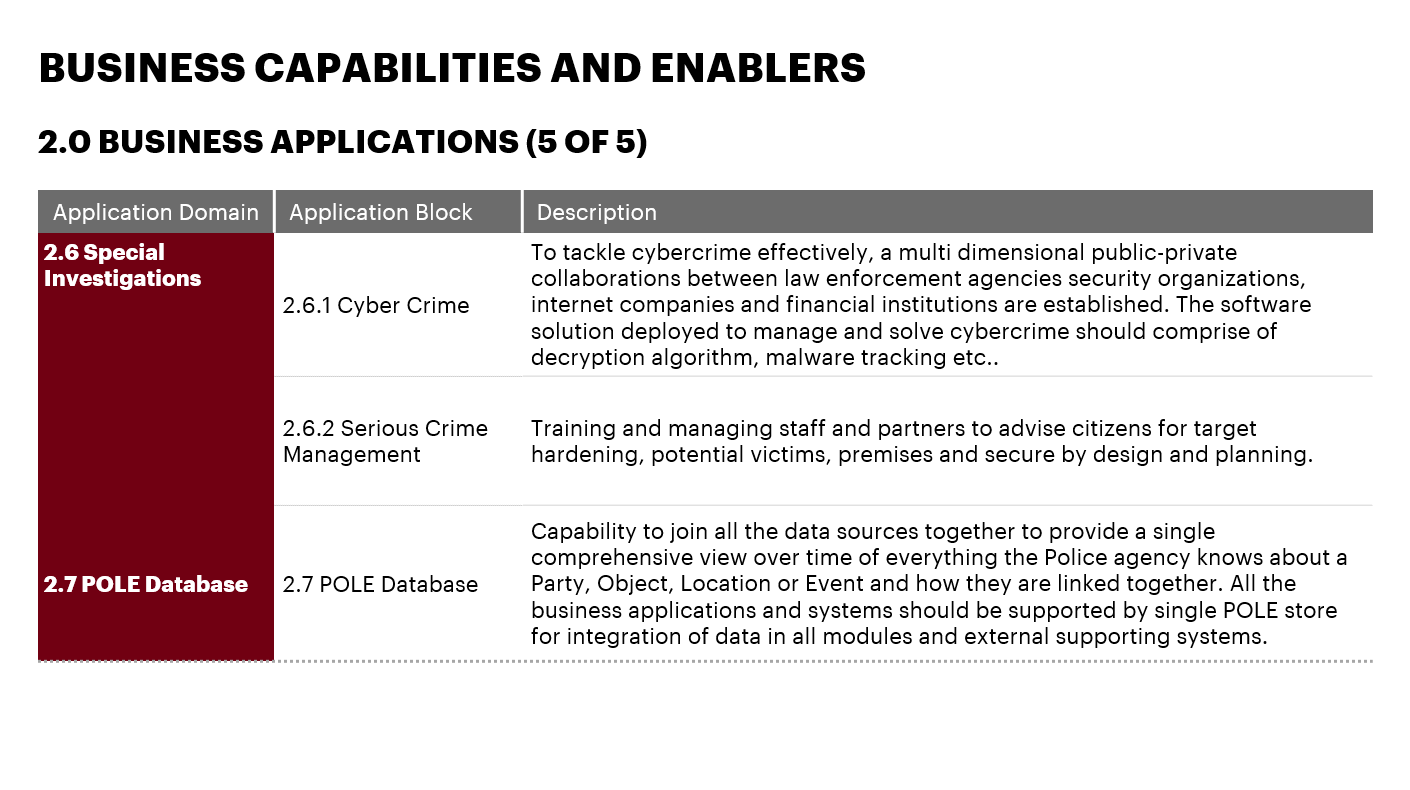 BUSINESS CAPABILITIES AND ENABLERS
2.0 BUSINESS APPLICATIONS (5 OF 5)
Application Domain
Application Block
Description
2.6 Special
Investigations
2.6.1 Cyber Crime
To tackle cybercrime effectively, a multi dimensional public-private
collaborations between law enforcement agencies security organizations,
internet companies and financial institutions are established. The software
solution deployed to manage and solve cybercrime should comprise of
decryption algorithm, malware tracking etc..
2.6.2 Serious Crime
Management
Training and managing staff and partners to advise citizens for target
hardening, potential victims, premises and secure by design and planning.
2.7 POLE Database
2.7 POLE Database
Capability to join all the data sources together to provide a single
comprehensive view over time of everything the Police agency knows about a
Party, Object, Location or Event and how they are linked together. All the
business applications and systems should be supported by single POLE store
for integration of data in all modules and external supporting systems.